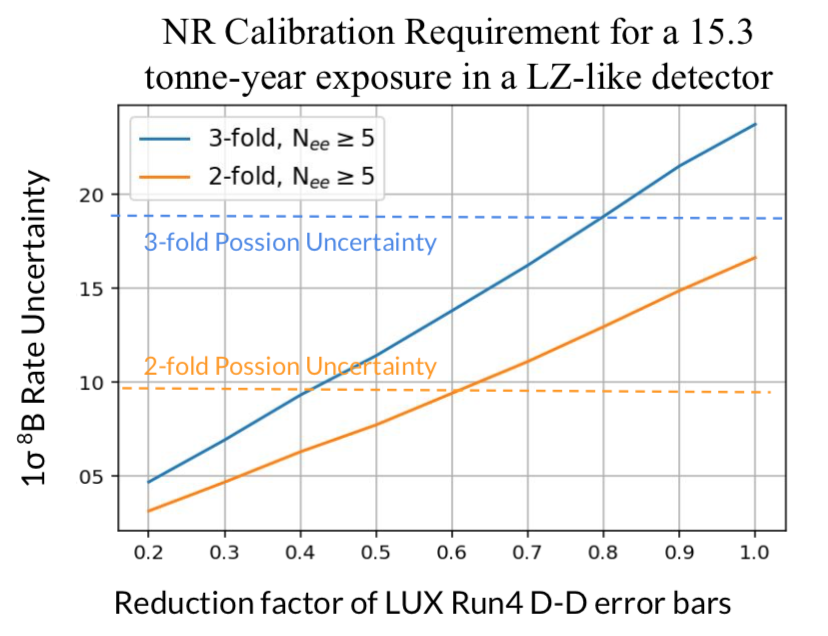 NR Calibration Requirement for a 15.3
tonne-year exposure in a LZ-like detector
3-fold, Nₑₑ ≥ 5
2-fold, Nₑₑ ≥ 5
1σ ⁸B Rate Uncertainty
20
15
10
05
3-fold Possion Uncertainty
2-fold Possion Uncertainty
0.2 0.3 0.4 0.5 0.6 0.7 0.8 0.9 1.0
Reduction factor of LUX Run4 D-D error bars